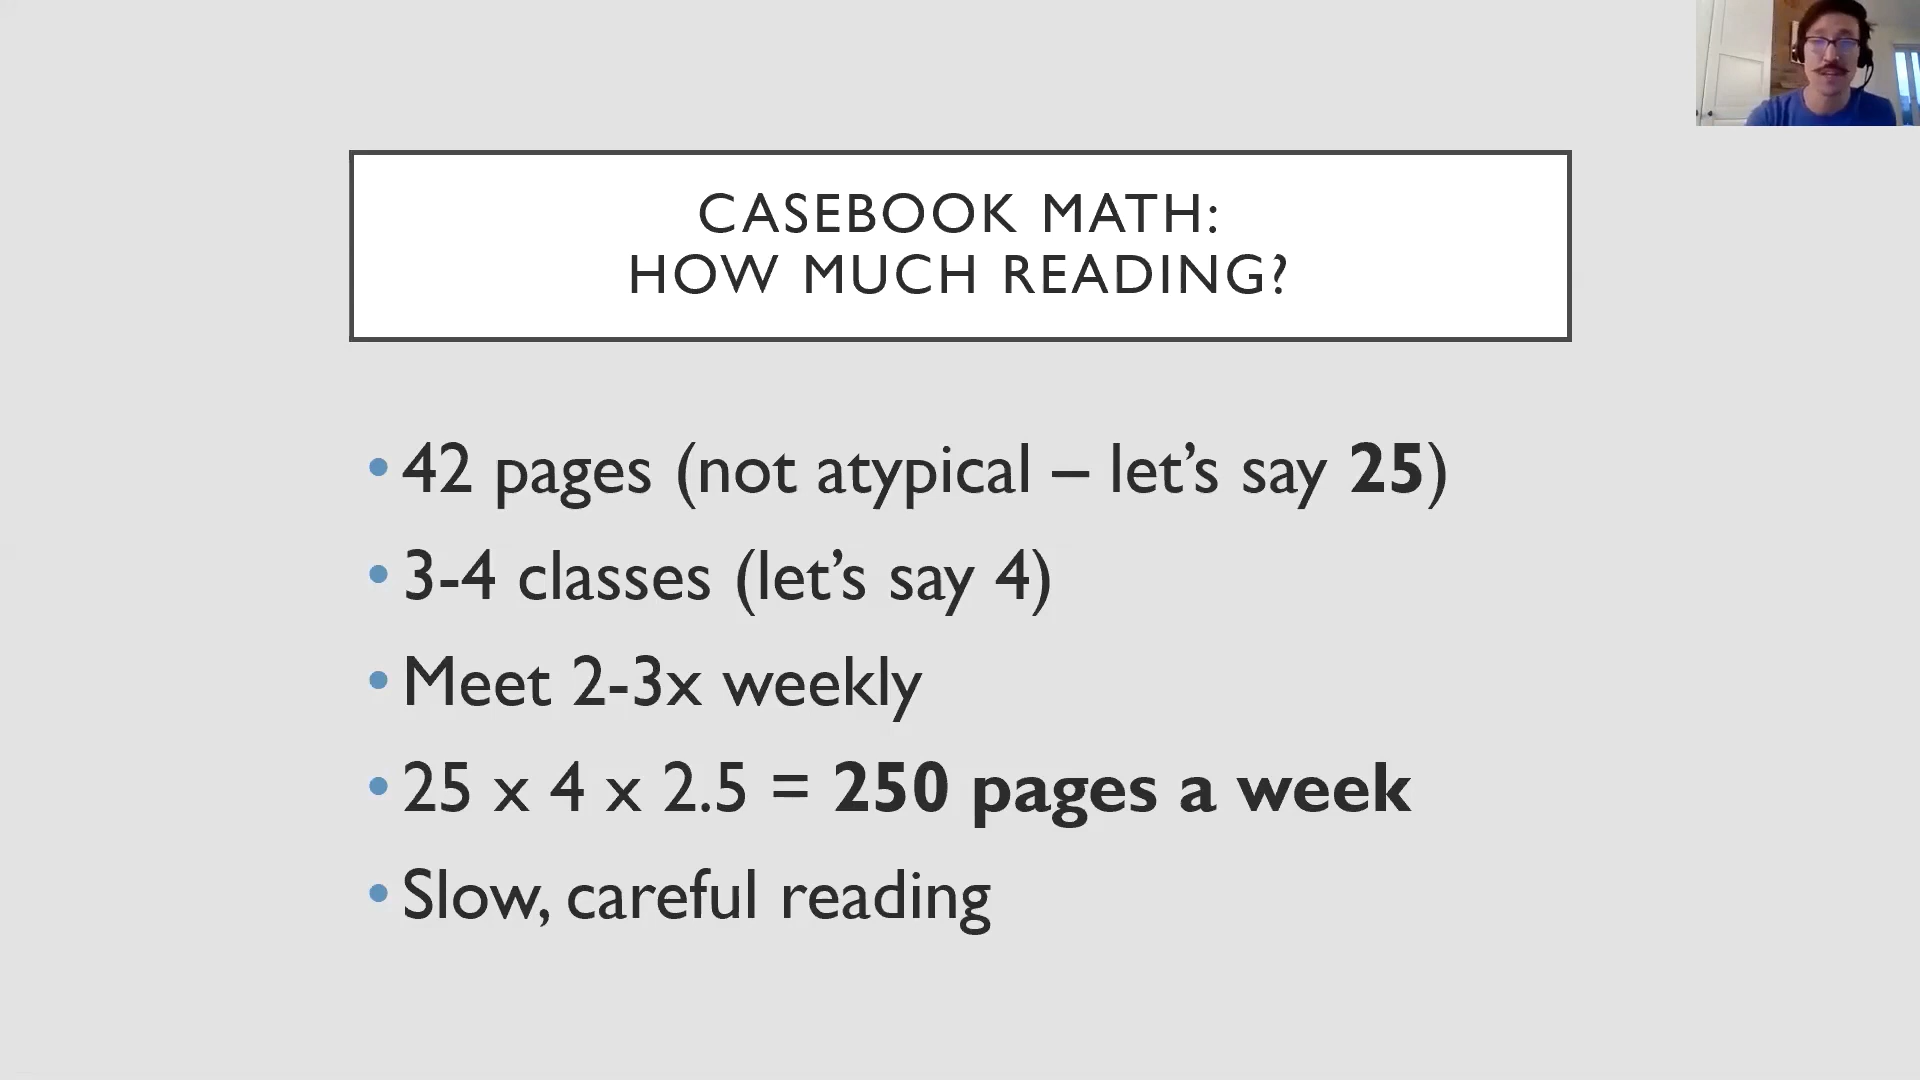 CASEBOOK MATH:
HOW MUCH READING?
• 42 pages (not atypical – let’s say 25)
• 3-4 classes (let’s say 4)
• Meet 2-3x weekly
• 25 x 4 x 2.5 = 250 pages a week
• Slow, careful reading